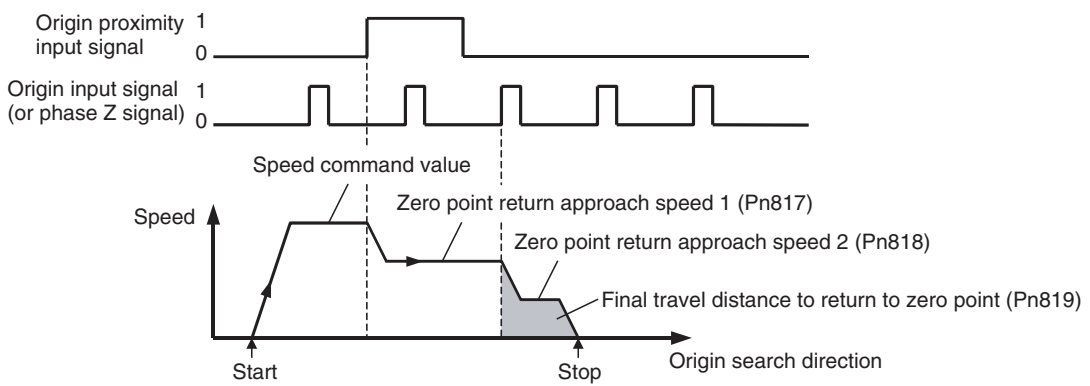 Origin proximity
input signal
1
0
Origin input signal
(or phase Z signal)
1
0
Speed command value
Speed
Zero point return approach speed 1 (Pn817)
Zero point return approach speed 2 (Pn818)
Final travel distance to return to zero point (Pn819)
Origin search direction
Start
Stop